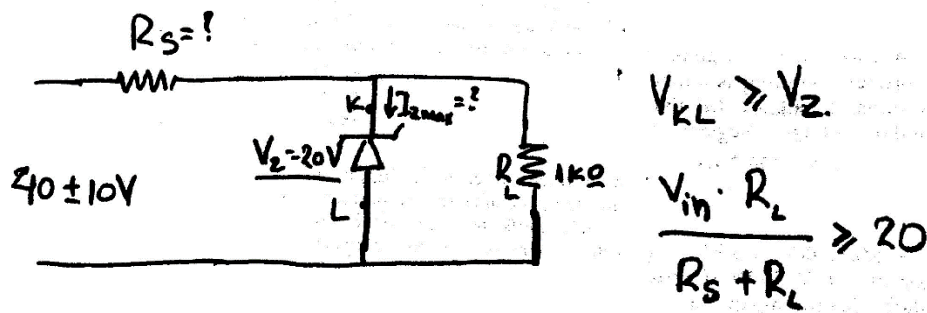 Rs=?
K
↓Izmax=?
Vz=20V
40±10V
L
RL
1KΩ
VKL ≥ Vz.
Vin · RL
Rs + RL
≥ 20